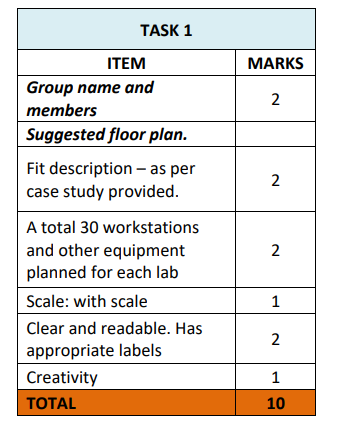 TASK 1
ITEM MARKS
Group name and
members
2
Suggested floor plan.
Fit description – as per
case study provided.
2
A total 30 workstations
and other equipment
planned for each lab
2
Scale: with scale 1
Clear and readable. Has
appropriate labels
2
Creativity 1
TOTAL 10